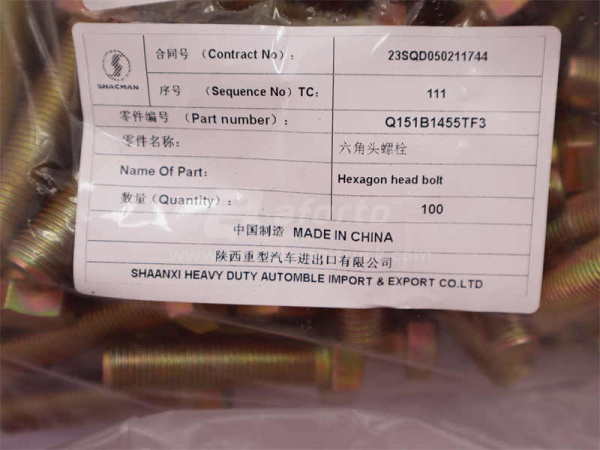 合同号 (Contract No)： 23SQD050211744
SHACMAN
序号 (Sequence No) TC: 111
零件编号 (Part number)： Q151B1455TF3
零件名称: 六角头螺栓
Name Of Part: Hexagon head bolt
数量 (Quantity)： 100
aforto
中国制造 MADE IN CHINA
陕西重型汽车进出口有限公司
SHAANXI HEAVY DUTY AUTOMBLE IMPORT & EXPORT CO.LTD